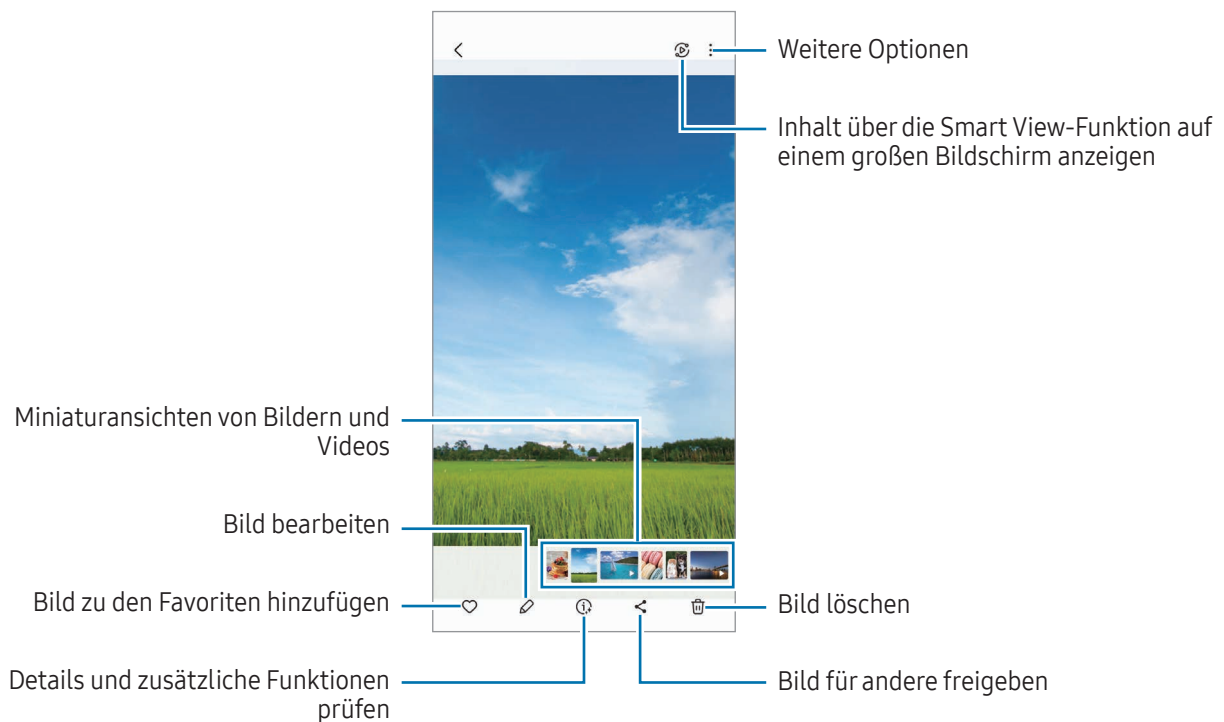 Weitere Optionen
Inhalt über die Smart View-Funktion auf
einem großen Bildschirm anzeigen
Miniaturansichten von Bildern und
Videos
Bild bearbeiten
Bild zu den Favoriten hinzufügen
Bild löschen
Details und zusätzliche Funktionen
prüfen
Bild für andere freigeben